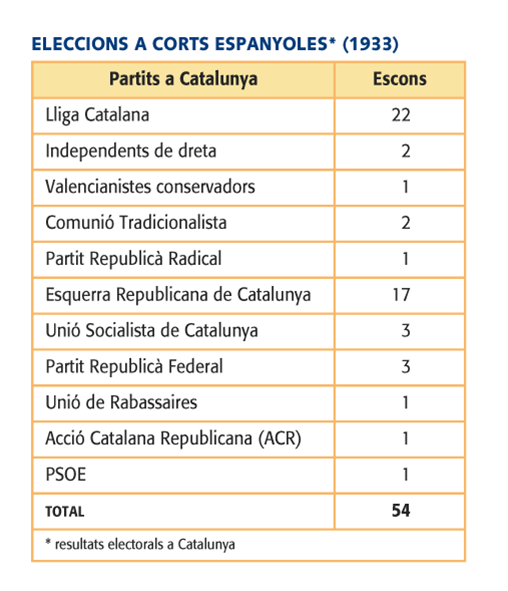 ELECCIONS A CORTS ESPANYOLES* (1933)
Partits a Catalunya Escons
Lliga Catalana 22
Independents de dreta 2
Valencianistes conservadors 1
Comunió Tradicionalista 2
Partit Republicà Radical 1
Esquerra Republicana de Catalunya 17
Unió Socialista de Catalunya 3
Partit Republicà Federal 3
Unió de Rabassaires 1
Acció Catalana Republicana (ACR) 1
PSOE 1
TOTAL 54
* resultats electorals a Catalunya